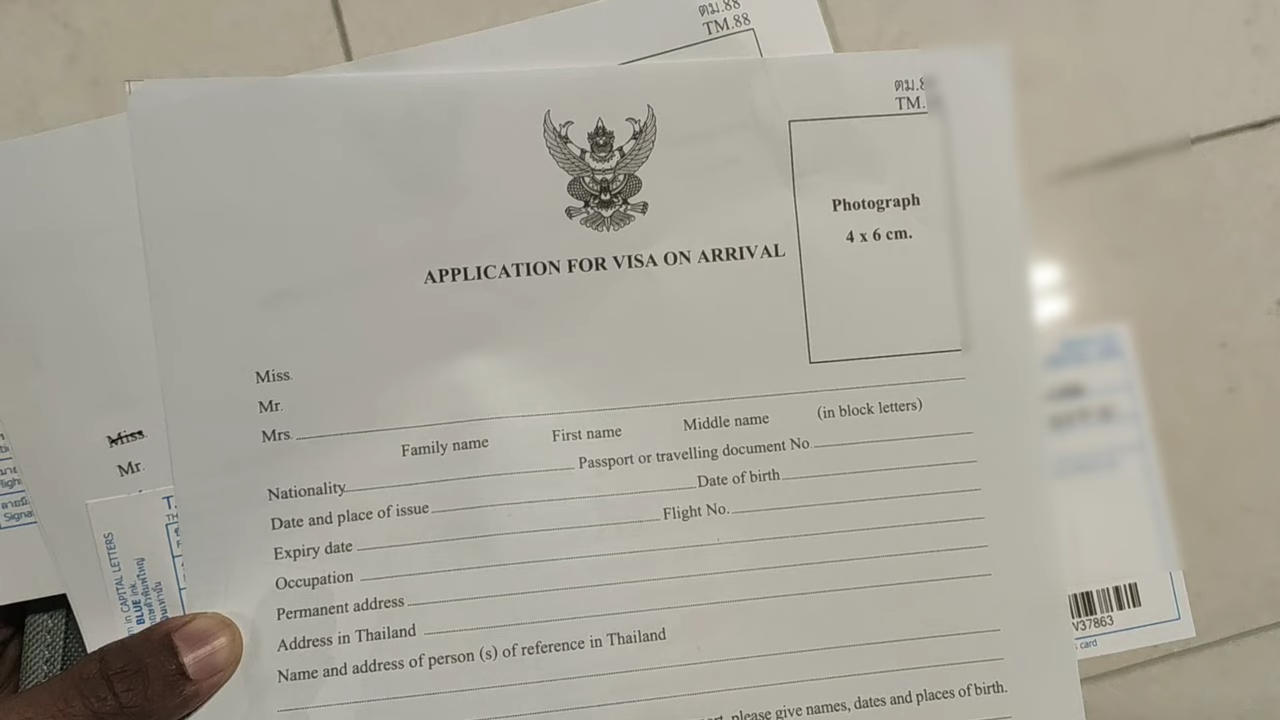 ตม.88
TM.88
ตม.
TM.
Photograph
4 x 6 cm.
APPLICATION FOR VISA ON ARRIVAL
Miss.
Mr.
Mrs.
Family name First name Middle name (in block letters)
Nationality Passport or travelling document No.
Date and place of issue Date of birth
Expiry date Flight No.
Occupation
Permanent address
Address in Thailand
Name and address of person (s) of reference in Thailand
please give names, dates and places of birth.
Miss.
Mr.
Signa
in CAPITAL LETTERS
BLUE ink.
V37863
card